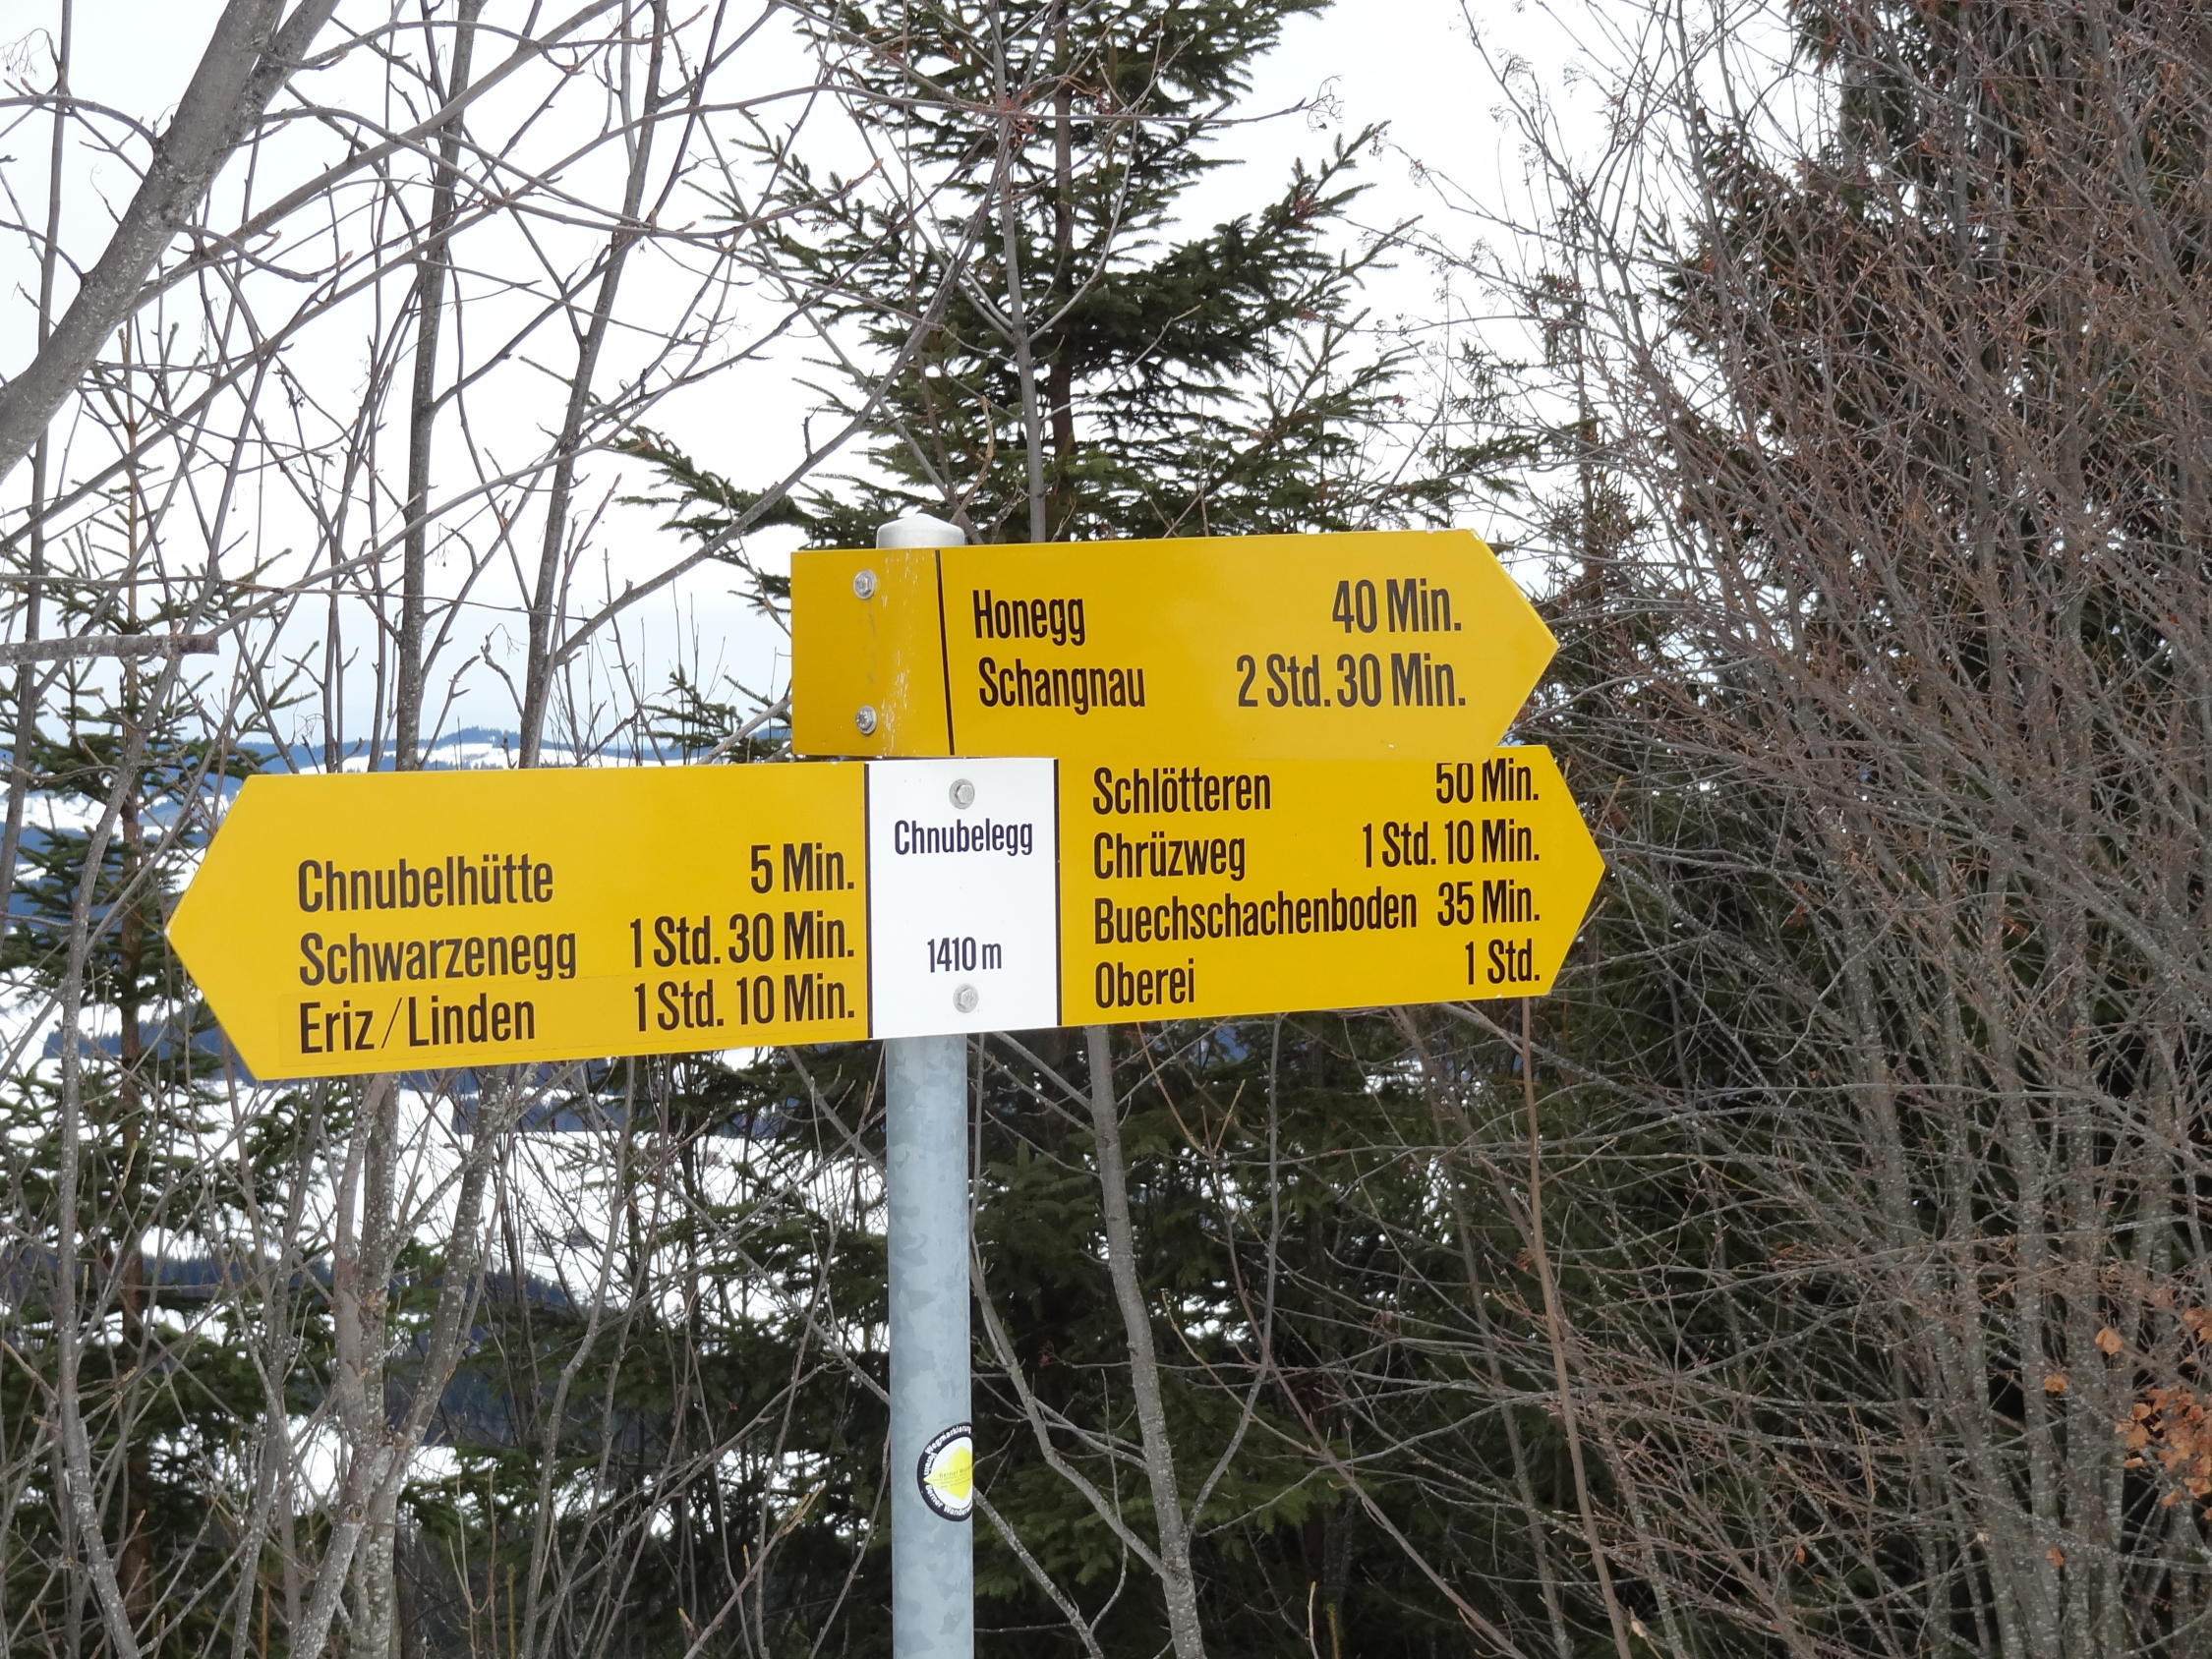 Honegg 40 Min.
Schangnau 2 Std. 30 Min.
Chnubelhütte 5 Min.
Schwarzenegg 1 Std. 30 Min.
Eriz / Linden 1 Std. 10 Min.
Chnubelegg
1410 m
Schlötteren 50 Min.
Chrüzweg 1 Std. 10 Min.
Buechschachenboden 35 Min.
Oberei 1 Std.
Wegmarkierung
Berner